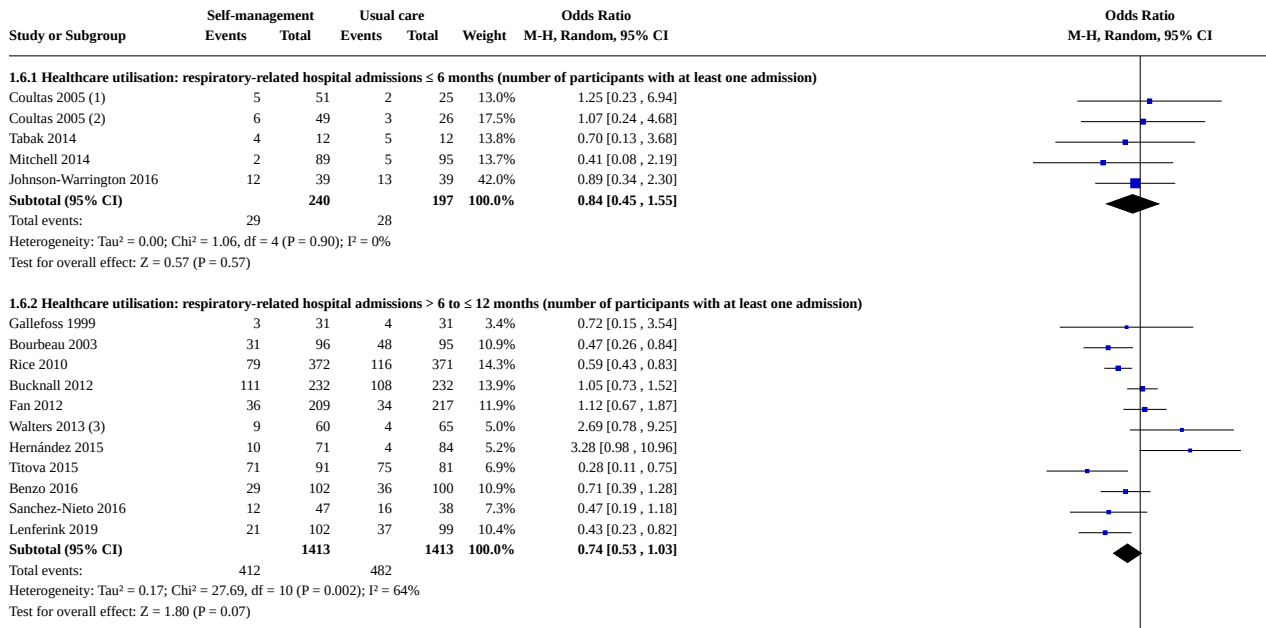 Self-management Usual care Odds Ratio Odds Ratio
Study or Subgroup Events Total Events Total Weight M-H, Random, 95% CI M-H, Random, 95% CI
1.6.1 Healthcare utilisation: respiratory-related hospital admissions ≤ 6 months (number of participants with at least one admission)
Coultas 2005 (1) 5 51 2 25 13.0% 1.25 [0.23 , 6.94]
Coultas 2005 (2) 6 49 3 26 17.5% 1.07 [0.24 , 4.68]
Tabak 2014 4 12 5 12 13.8% 0.70 [0.13 , 3.68]
Mitchell 2014 2 89 5 95 13.7% 0.41 [0.08 , 2.19]
Johnson-Warrington 2016 12 39 13 39 42.0% 0.89 [0.34 , 2.30]
Subtotal (95% CI) 240 197 100.0% 0.84 [0.45 , 1.55]
Total events: 29 28
Heterogeneity: Tau² = 0.00; Chi² = 1.06, df = 4 (P = 0.90); I² = 0%
Test for overall effect: Z = 0.57 (P = 0.57)
1.6.2 Healthcare utilisation: respiratory-related hospital admissions > 6 to ≤ 12 months (number of participants with at least one admission)
Gallefoss 1999 3 31 4 31 3.4% 0.72 [0.15 , 3.54]
Bourbeau 2003 31 96 48 95 10.9% 0.47 [0.26 , 0.84]
Rice 2010 79 372 116 371 14.3% 0.59 [0.43 , 0.83]
Bucknall 2012 111 232 108 232 13.9% 1.05 [0.73 , 1.52]
Fan 2012 36 209 34 217 11.9% 1.12 [0.67 , 1.87]
Walters 2013 (3) 9 60 4 65 5.0% 2.69 [0.78 , 9.25]
Hernández 2015 10 71 4 84 5.2% 3.28 [0.98 , 10.96]
Titova 2015 71 91 75 81 6.9% 0.28 [0.11 , 0.75]
Benzo 2016 29 102 36 100 10.9% 0.71 [0.39 , 1.28]
Sanchez-Nieto 2016 12 47 16 38 7.3% 0.47 [0.19 , 1.18]
Lenferink 2019 21 102 37 99 10.4% 0.43 [0.23 , 0.82]
Subtotal (95% CI) 1413 1413 100.0% 0.74 [0.53 , 1.03]
Total events: 412 482
Heterogeneity: Tau² = 0.17; Chi² = 27.69, df = 10 (P = 0.002); I² = 64%
Test for overall effect: Z = 1.80 (P = 0.07)